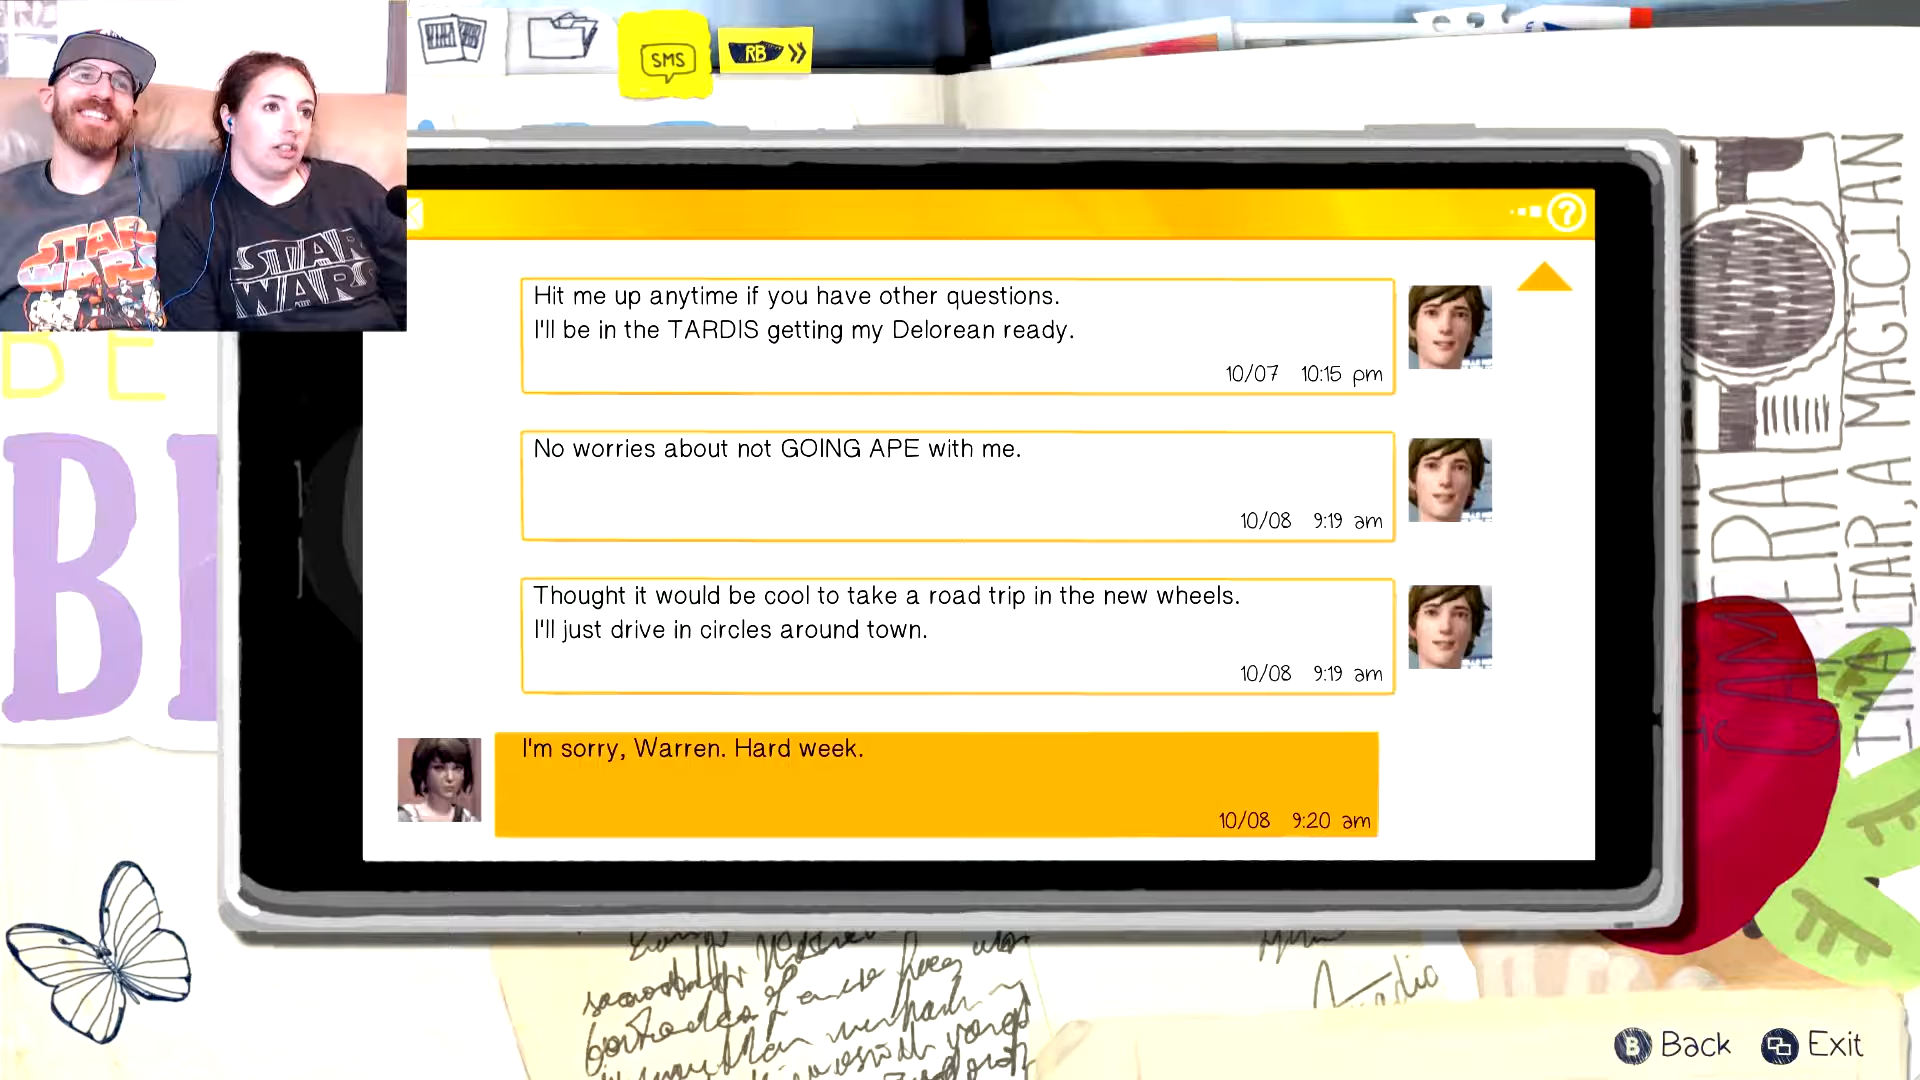 SMS
RB
STAR
WARS
STAR
WARS
Hit me up anytime if you have other questions.
I'll be in the TARDIS getting my Delorean ready.
10/07 10:15 pm
No worries about not GOING APE with me.
10/08 9:19 am
Thought it would be cool to take a road trip in the new wheels.
I'll just drive in circles around town.
10/08 9:19 am
I'm sorry, Warren. Hard week.
10/08 9:20 am
BE
CAMERA
LIAR, A MAGICIAN
B Back
Exit